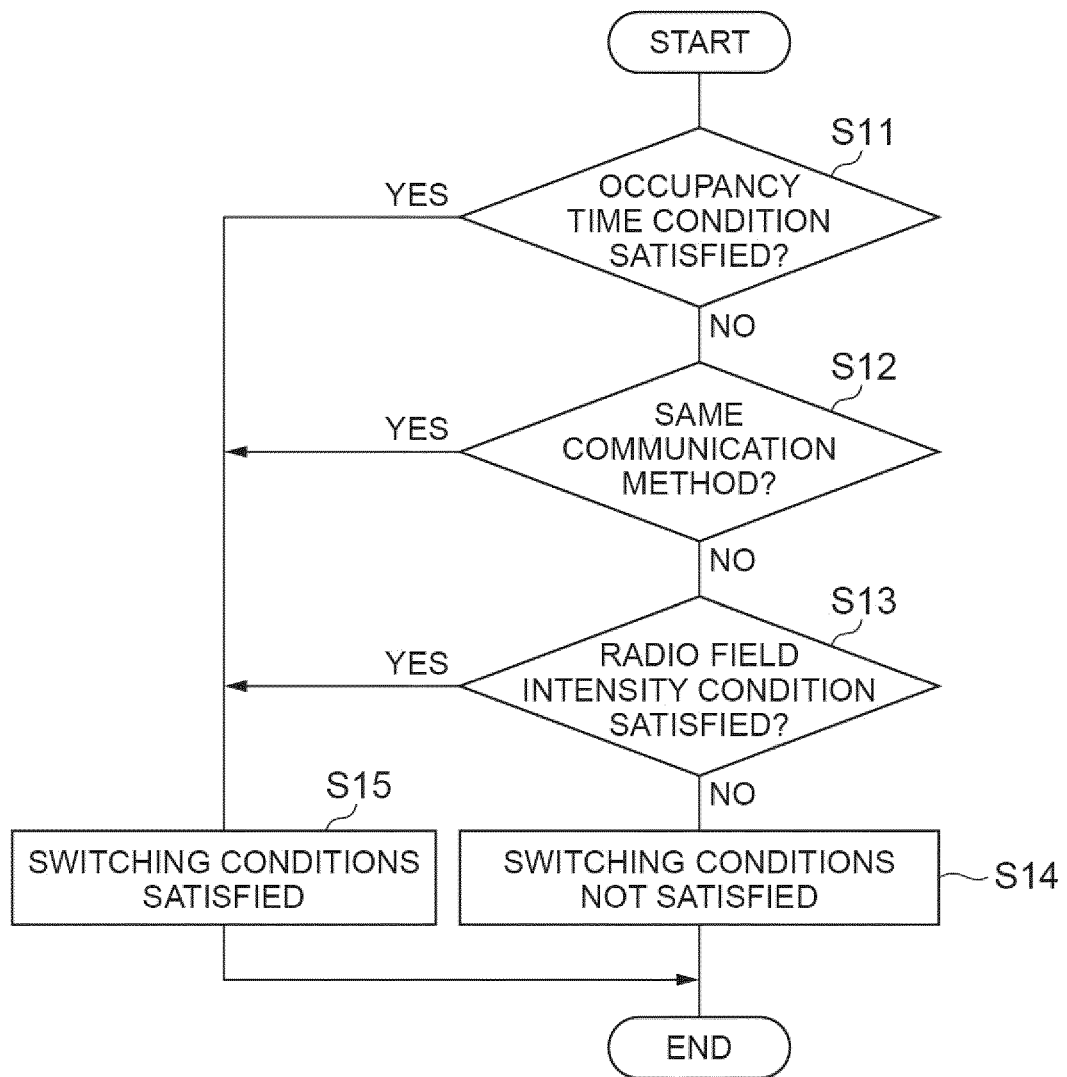 START
S11
YES
OCCUPANCY
TIME CONDITION
SATISFIED?
NO
S12
YES
SAME
COMMUNICATION
METHOD?
NO
S13
YES
RADIO FIELD
INTENSITY CONDITION
SATISFIED?
NO
S15
SWITCHING CONDITIONS
SATISFIED
SWITCHING CONDITIONS
NOT SATISFIED
S14
END